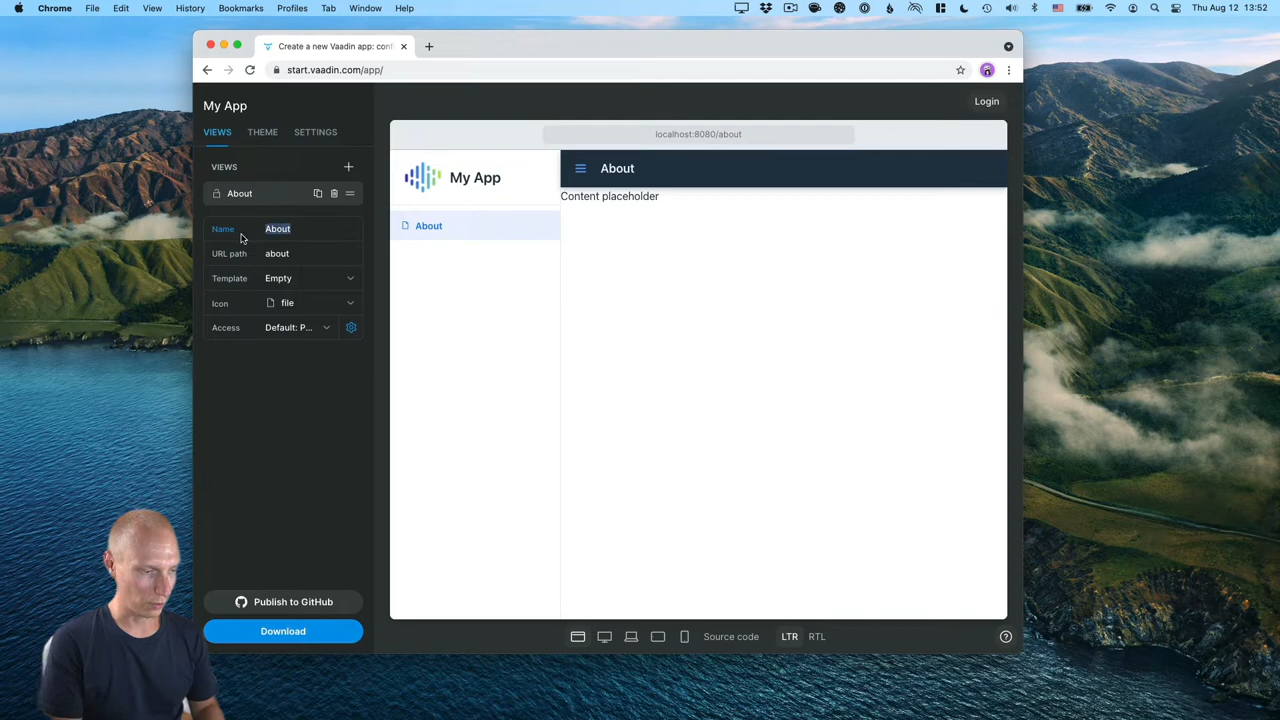 Chrome File Edit View History Bookmarks Profiles Tab Window Help Thu Aug 12 13:52
Create a new Vaadin app: conf
start.vaadin.com/app/
My App
Login
VIEWS THEME SETTINGS
localhost:8080/about
VIEWS
My App
About
About
Name About
Content placeholder
About
URL path about
Template Empty
Icon file
Access Default: P...
Publish to GitHub
Download
Source code LTR RTL